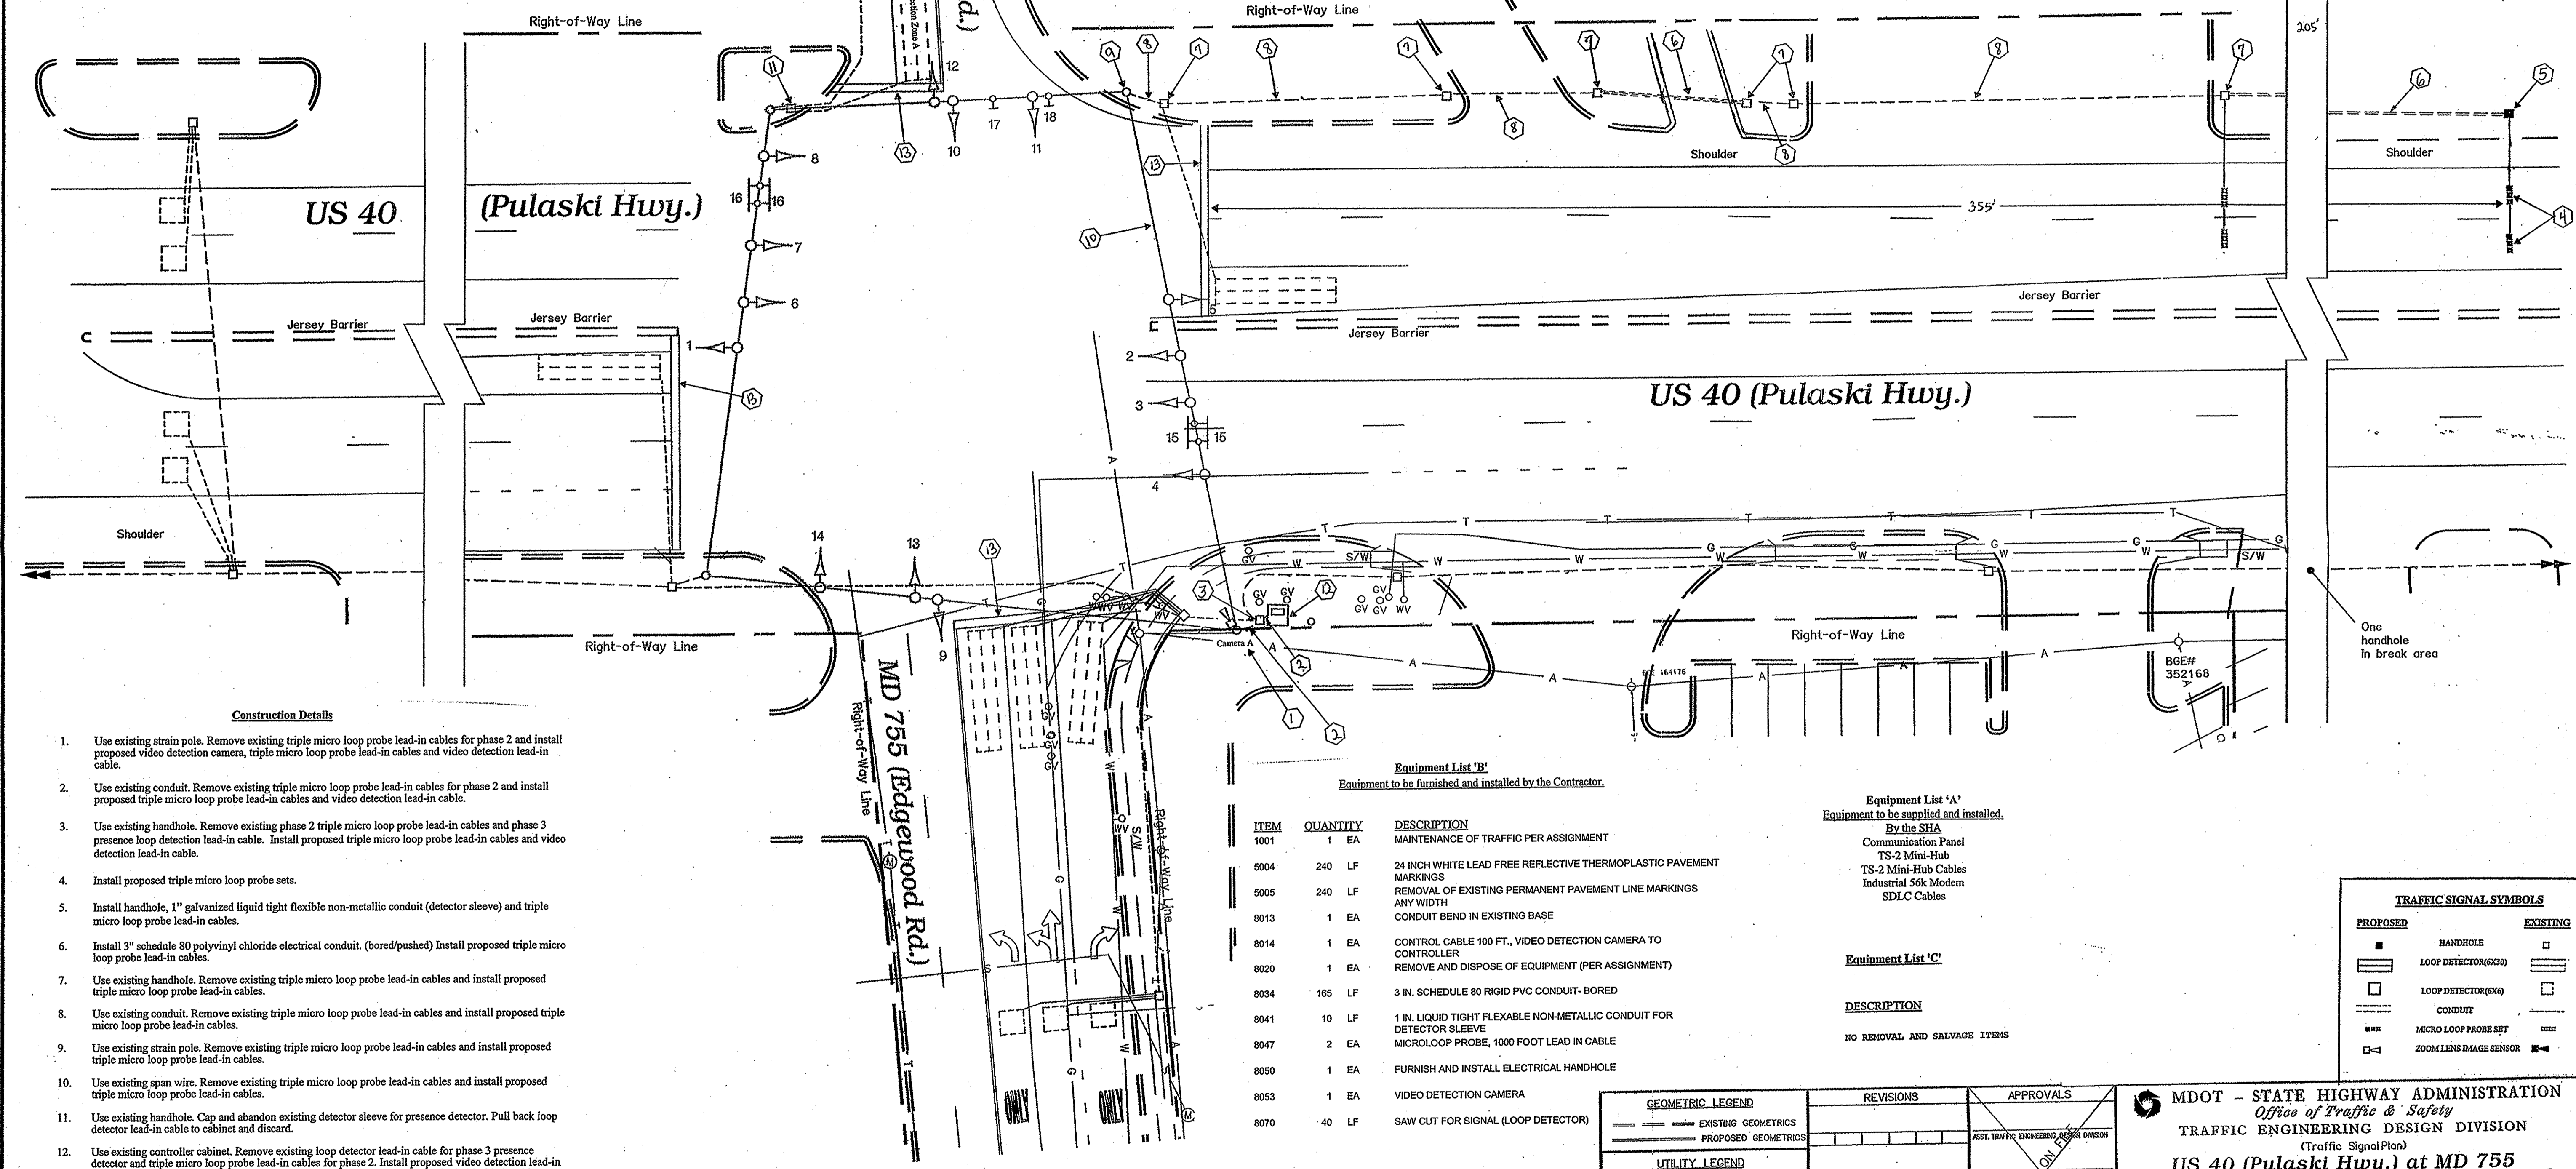 Right-of-Way Line
Right-of-Way Line
205'
US 40
(Pulaski Hwy.)
Shoulder
Shoulder
355'
Jersey Barrier
Jersey Barrier
Jersey Barrier
Jersey Barrier
US 40 (Pulaski Hwy.)
Shoulder
Right-of-Way Line
Right-of-Way Line
Camera A
BGE#
352168
One
handhole
in break area
MD 755 (Edgewood Rd.)
Right-of-Way Line
Right-of-Way Line
ONLY
ONLY
Construction Details
1. Use existing strain pole. Remove existing triple micro loop probe lead-in cables for phase 2 and install
proposed video detection camera, triple micro loop probe lead-in cables and video detection lead-in
cable.
2. Use existing conduit. Remove existing triple micro loop probe lead-in cables for phase 2 and install
proposed triple micro loop probe lead-in cables and video detection lead-in cable.
3. Use existing handhole. Remove existing phase 2 triple micro loop probe lead-in cables and phase 3
presence loop detection lead-in cable. Install proposed triple micro loop probe lead-in cables and video
detection lead-in cable.
4. Install proposed triple micro loop probe sets.
5. Install handhole, 1" galvanized liquid tight flexible non-metallic conduit (detector sleeve) and triple
micro loop probe lead-in cables.
6. Install 3" schedule 80 polyvinyl chloride electrical conduit. (bored/pushed) Install proposed triple micro
loop probe lead-in cables.
7. Use existing handhole. Remove existing triple micro loop probe lead-in cables and install proposed
triple micro loop probe lead-in cables.
8. Use existing conduit. Remove existing triple micro loop probe lead-in cables and install proposed triple
micro loop probe lead-in cables.
9. Use existing strain pole. Remove existing triple micro loop probe lead-in cables and install proposed
triple micro loop probe lead-in cables.
10. Use existing span wire. Remove existing triple micro loop probe lead-in cables and install proposed
triple micro loop probe lead-in cables.
11. Use existing handhole. Cap and abandon existing detector sleeve for presence detector. Pull back loop
detector lead-in cable to cabinet and discard.
12. Use existing controller cabinet. Remove existing loop detector lead-in cable for phase 3 presence
detector and triple micro loop probe lead-in cables for phase 2. Install proposed video detection lead-in
Equipment List 'B'
Equipment to be furnished and installed by the Contractor.
ITEM QUANTITY DESCRIPTION
1001 1 EA MAINTENANCE OF TRAFFIC PER ASSIGNMENT
5004 240 LF 24 INCH WHITE LEAD FREE REFLECTIVE THERMOPLASTIC PAVEMENT
MARKINGS
5005 240 LF REMOVAL OF EXISTING PERMANENT PAVEMENT LINE MARKINGS
ANY WIDTH
8013 1 EA CONDUIT BEND IN EXISTING BASE
8014 1 EA CONTROL CABLE 100 FT., VIDEO DETECTION CAMERA TO
CONTROLLER
8020 1 EA REMOVE AND DISPOSE OF EQUIPMENT (PER ASSIGNMENT)
8034 165 LF 3 IN. SCHEDULE 80 RIGID PVC CONDUIT- BORED
8041 10 LF 1 IN. LIQUID TIGHT FLEXABLE NON-METALLIC CONDUIT FOR
DETECTOR SLEEVE
8047 2 EA MICROLOOP PROBE, 1000 FOOT LEAD IN CABLE
8050 1 EA FURNISH AND INSTALL ELECTRICAL HANDHOLE
8053 1 EA VIDEO DETECTION CAMERA
8070 40 LF SAW CUT FOR SIGNAL (LOOP DETECTOR)
Equipment List 'A'
Equipment to be supplied and installed.
By the SHA
Communication Panel
TS-2 Mini-Hub
TS-2 Mini-Hub Cables
Industrial 56k Modem
SDLC Cables
Equipment List 'C'
DESCRIPTION
NO REMOVAL AND SALVAGE ITEMS
TRAFFIC SIGNAL SYMBOLS
PROPOSED EXISTING
HANDHOLE
LOOP DETECTOR(6X30)
LOOP DETECTOR(6X6)
CONDUIT
MICRO LOOP PROBE SET
ZOOM LENS IMAGE SENSOR
GEOMETRIC LEGEND
EXISTING GEOMETRICS
PROPOSED GEOMETRICS
UTILITY LEGEND
REVISIONS
APPROVALS
ASST. TRAFFIC ENGINEERING DESIGN DIVISION
MDOT - STATE HIGHWAY ADMINISTRATION
Office of Traffic & Safety
TRAFFIC ENGINEERING DESIGN DIVISION
(Traffic Signal Plan)
US 40 (Pulaski Hwy.) at MD 755